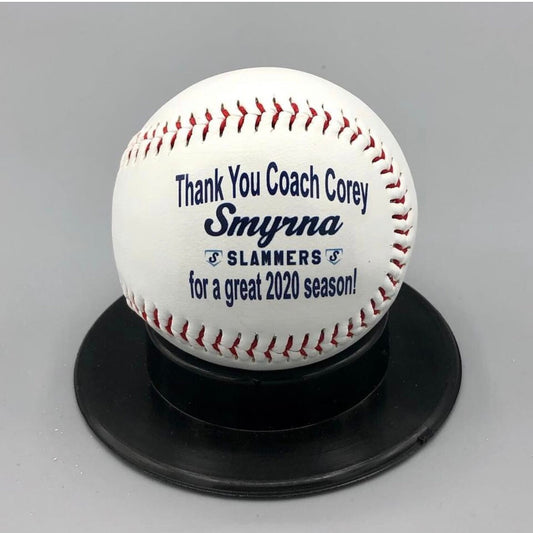 Thank You Coach Corey
Smyrna
S SLAMMERS S
for a great 2020 season!